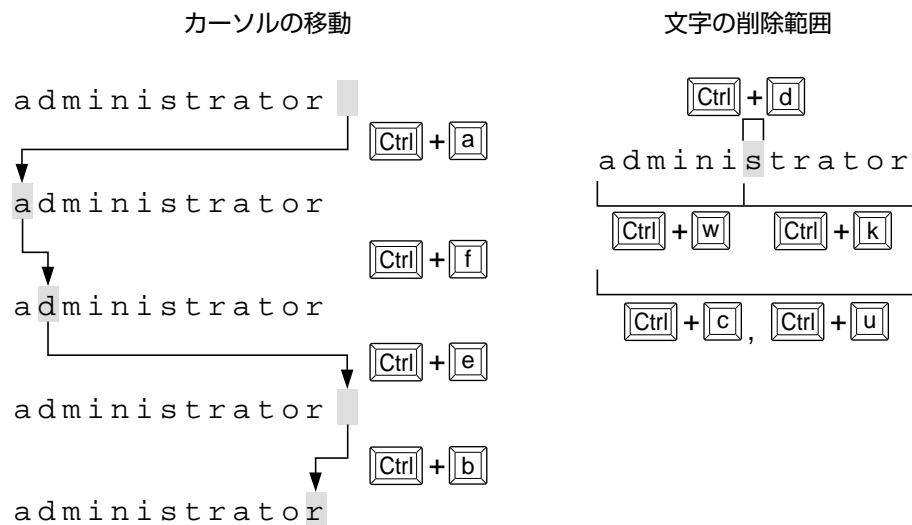 カーソルの移動
administrator
Ctrl + a
administrator
Ctrl + f
administrator
Ctrl + e
administrator
Ctrl + b
administrator
文字の削除範囲
Ctrl + d
administrator
Ctrl + w Ctrl + k
Ctrl + c , Ctrl + u